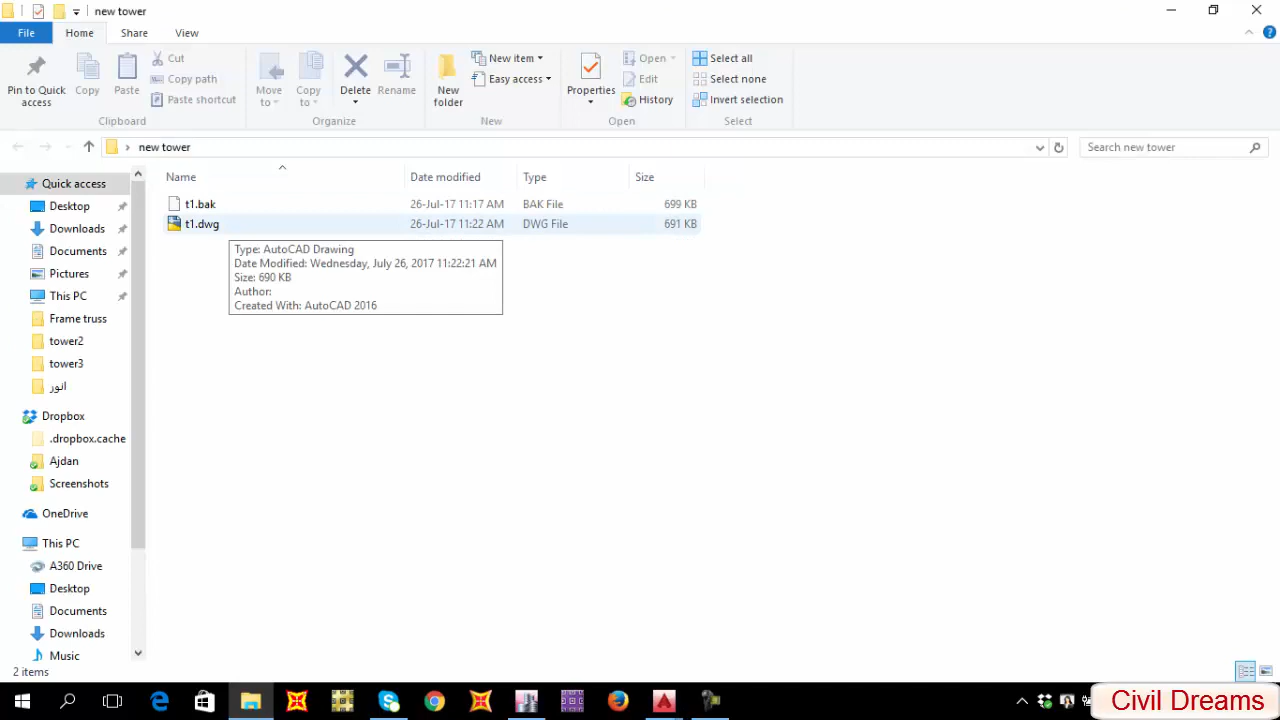 new tower
File Home Share View
Pin to Quick access
Copy
Paste
Cut
Copy path
Paste shortcut
Clipboard
Move to
Copy to
Delete
Rename
Organize
New folder
New item
Easy access
New
Properties
Open
Edit
History
Open
Select all
Select none
Invert selection
Select
new tower
Search new tower
Name Date modified Type Size
t1.bak 26-Jul-17 11:17 AM BAK File 699 KB
t1.dwg 26-Jul-17 11:22 AM DWG File 691 KB
Type: AutoCAD Drawing
Date Modified: Wednesday, July 26, 2017 11:22:21 AM
Size: 690 KB
Author:
Created With: AutoCAD 2016
Quick access
Desktop
Downloads
Documents
Pictures
This PC
Frame truss
tower2
tower3
انور
Dropbox
.dropbox.cache
Ajdan
Screenshots
OneDrive
This PC
A360 Drive
Desktop
Documents
Downloads
Music
2 items
Civil Dreams